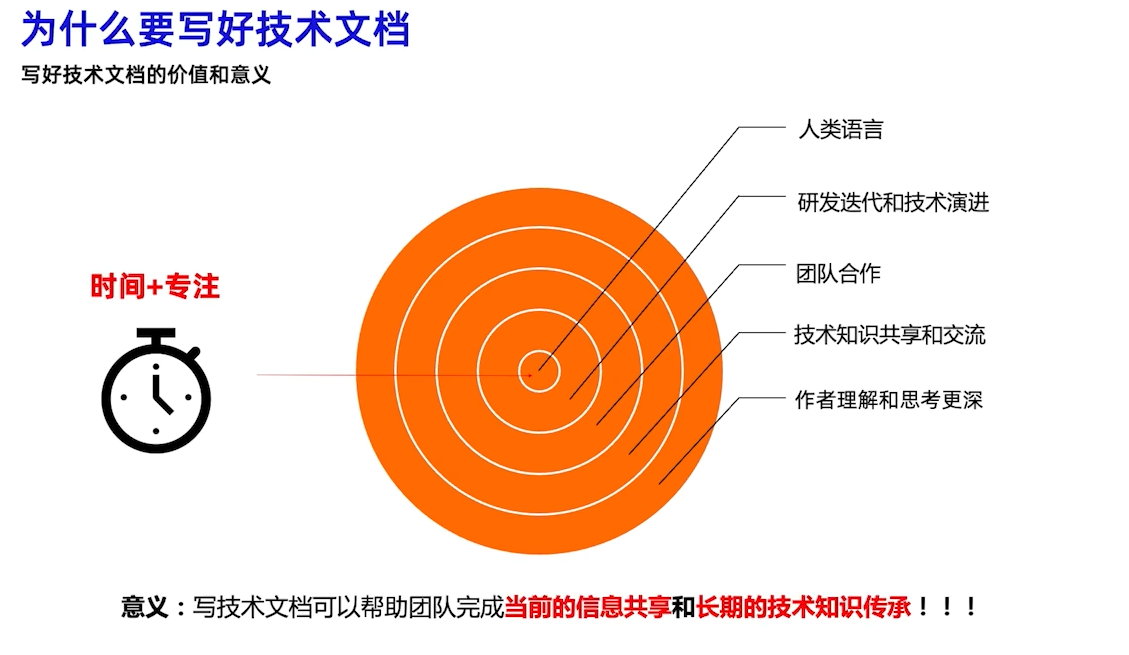 为什么要写好技术文档
写好技术文档的价值和意义
人类语言
研发迭代和技术演进
团队合作
技术知识共享和交流
作者理解和思考更深
时间+专注
意义：写技术文档可以帮助团队完成当前的信息共享和长期的技术知识传承！！！